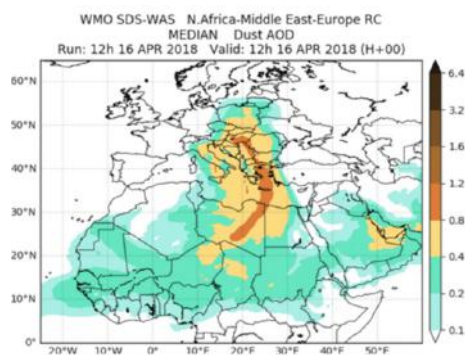 WMO SDS-WAS N.Africa-Middle East-Europe RC
MEDIAN Dust AOD
Run: 12h 16 APR 2018 Valid: 12h 16 APR 2018 (H+00)
60°N
50°N
40°N
30°N
20°N
10°N
0°
20°W
10°W
0°
10°E
20°E
30°E
40°E
50°E
6.4
3.2
1.6
1.2
0.8
0.4
0.2
0.1